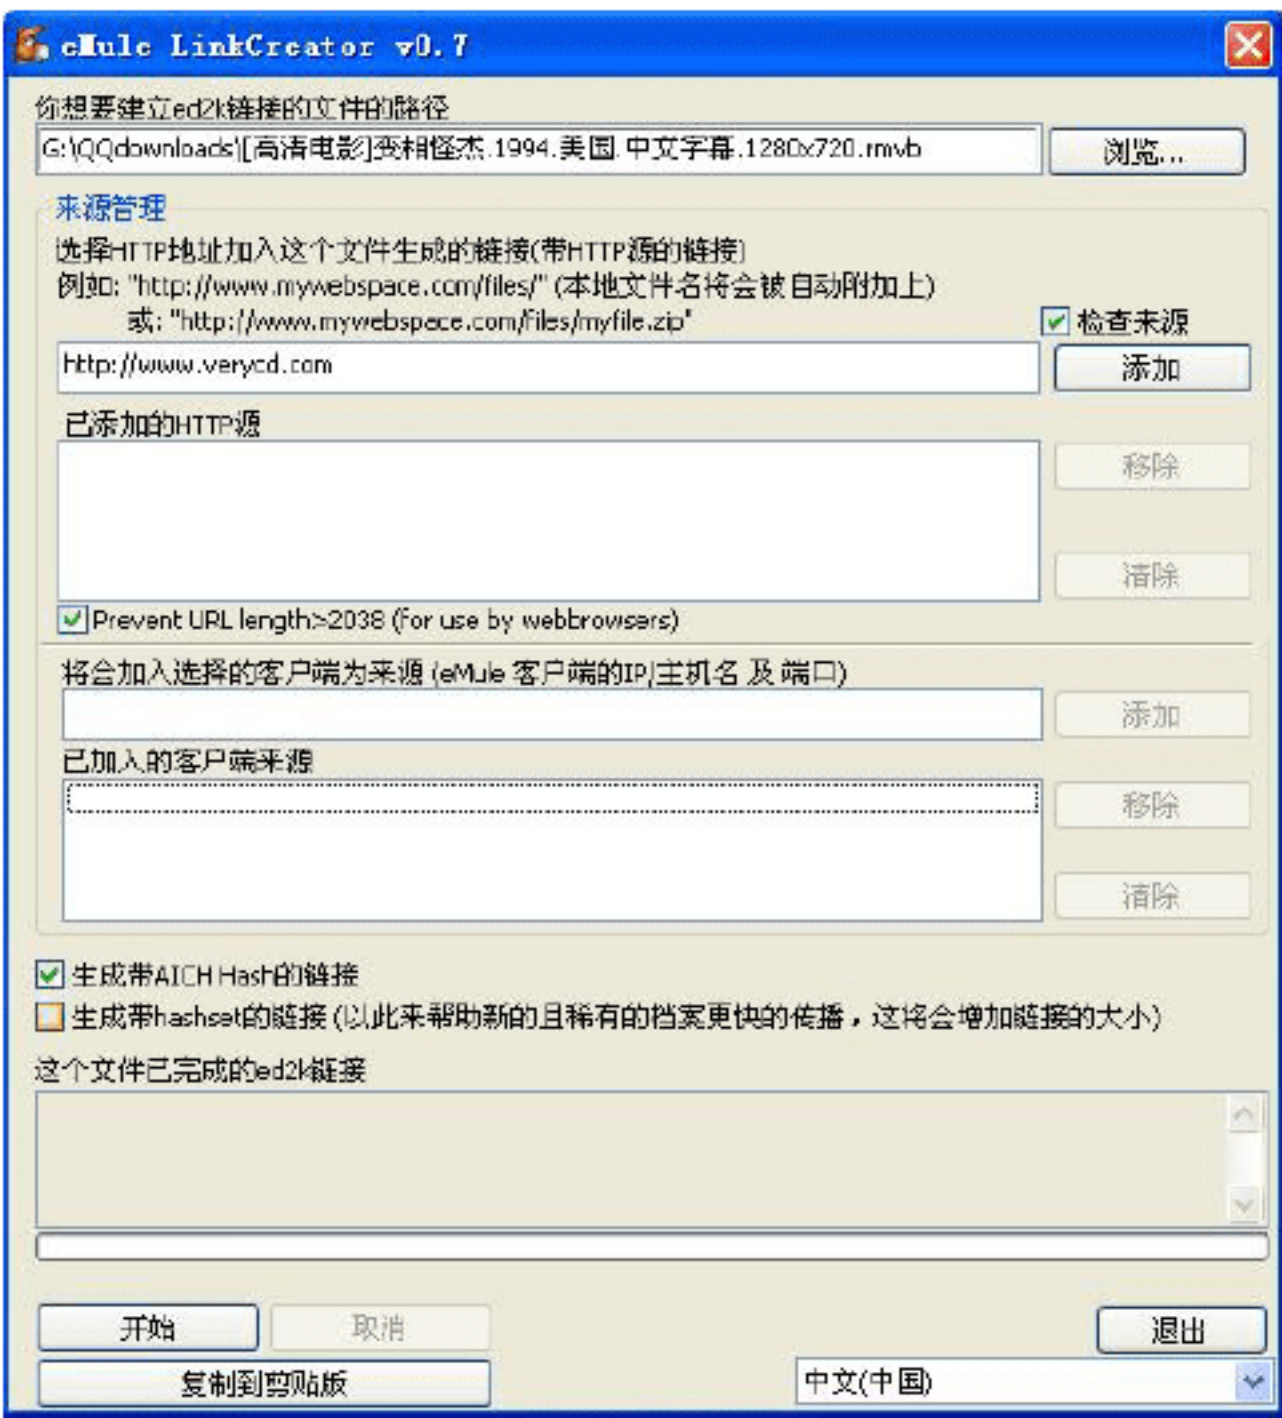 eMule LinkCreator v0.7
你想要建立ed2k链接的文件的路径
G:\QQdownloads\[高清电影]变相怪杰.1994.美国.中文字幕.1280x720.rmvb
浏览...
来源管理
选择HTTP地址加入这个文件生成的链接(带HTTP源的链接)
例如: "http://www.mywebspace.com/files/" (本地文件名将会被自动附加上)
或: "http://www.mywebspace.com/files/myfile.zip"
检查来源
http://www.verycd.com
添加
已添加的HTTP源
移除
清除
Prevent URL length>2038 (for use by webbrowsers)
将会加入选择的客户端为来源 (eMule 客户端的IP/主机名 及 端口)
添加
已加入的客户端来源
移除
清除
生成带AICH Hash的链接
生成带hashset的链接 (以此来帮助新的且稀有的档案更快的传播，这将会增加链接的大小)
这个文件已完成的ed2k链接
开始
取消
退出
复制到剪贴版
中文(中国)